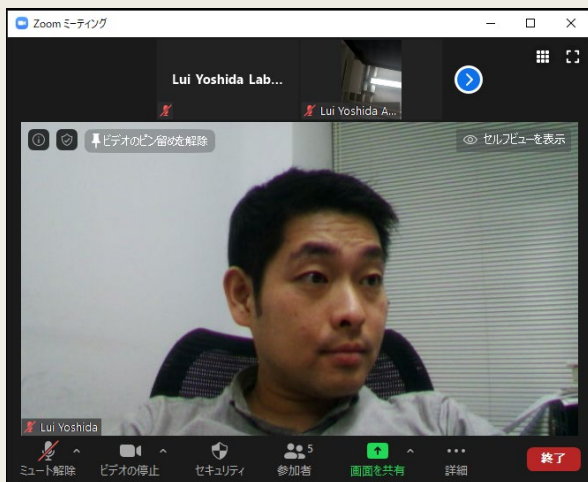 Zoom ミーティング
Lui Yoshida Lab...
Lui Yoshida A...
ビデオのピン留めを解除
セルフビューを表示
Lui Yoshida
ミュート解除
ビデオの停止
セキュリティ
5
参加者
画面を共有
詳細
終了